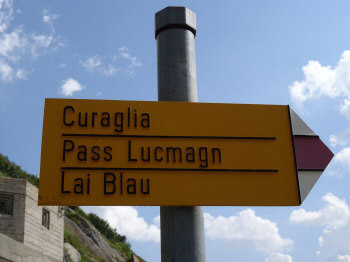 Curaglia
Pass Lucmagn
Lai Blau